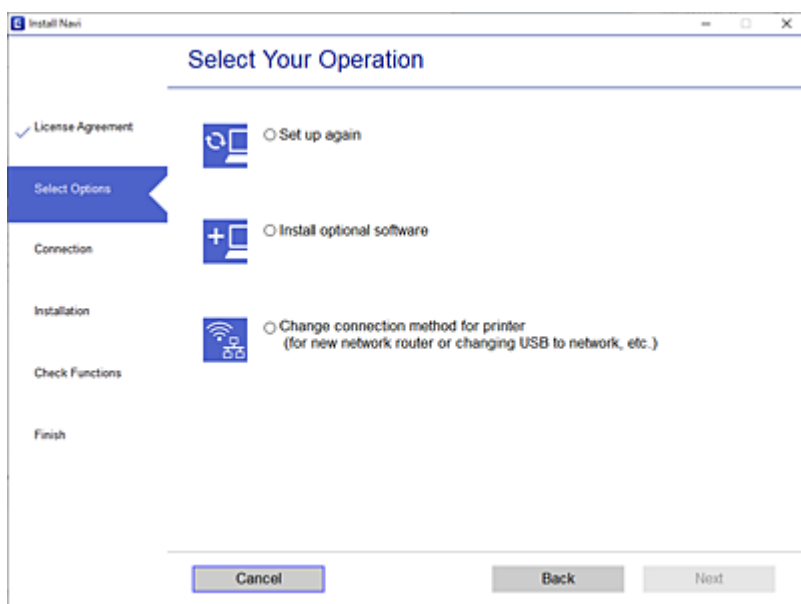 Install Navi
Select Your Operation
License Agreement
Select Options
Connection
Installation
Check Functions
Finish
Set up again
Install optional software
Change connection method for printer
(for new network router or changing USB to network, etc.)
Cancel
Back
Next